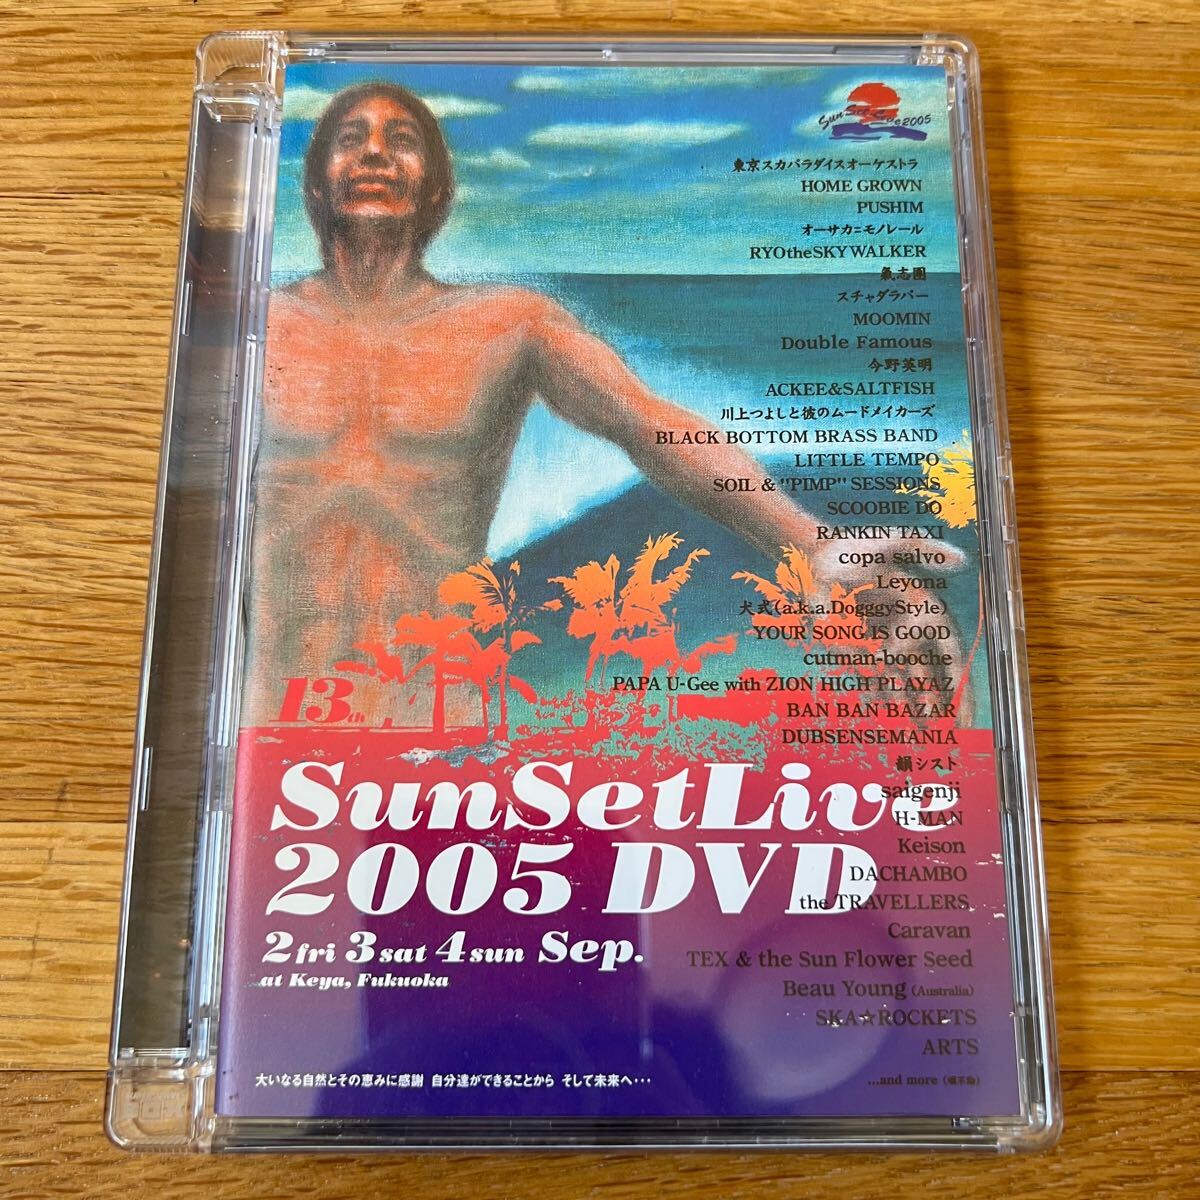 SunSetLive2005
東京スカパラダイスオーケストラ
HOME GROWN
PUSHIM
オーサカ=モノレール
RYOtheSKYWALKER
氣志團
スチャダラパー
MOOMIN
Double Famous
今野英明
ACKEE&SALTFISH
川上つよしと彼のムードメイカーズ
BLACK BOTTOM BRASS BAND
LITTLE TEMPO
SOIL & "PIMP" SESSIONS
SCOOBIE DO
RANKIN TAXI
copa salvo
Leyona
犬式(a.k.a.DogggyStyle)
YOUR SONG IS GOOD
cutman-booche
PAPA U-Gee with ZION HIGH PLAYAZ
BAN BAN BAZAR
DUBSENSEMANIA
韻シスト
saigenji
H-MAN
Keison
DACHAMBO
the TRAVELLERS
Caravan
TEX & the Sun Flower Seed
Beau Young (Australia)
SKA☆ROCKETS
ARTS
...and more (順不動)
13th
SunSetLive
2005 DVD
2fri 3sat 4sun Sep.
at Keya, Fukuoka
大いなる自然とその恵みに感謝 自分達ができることから そして未来へ・・・